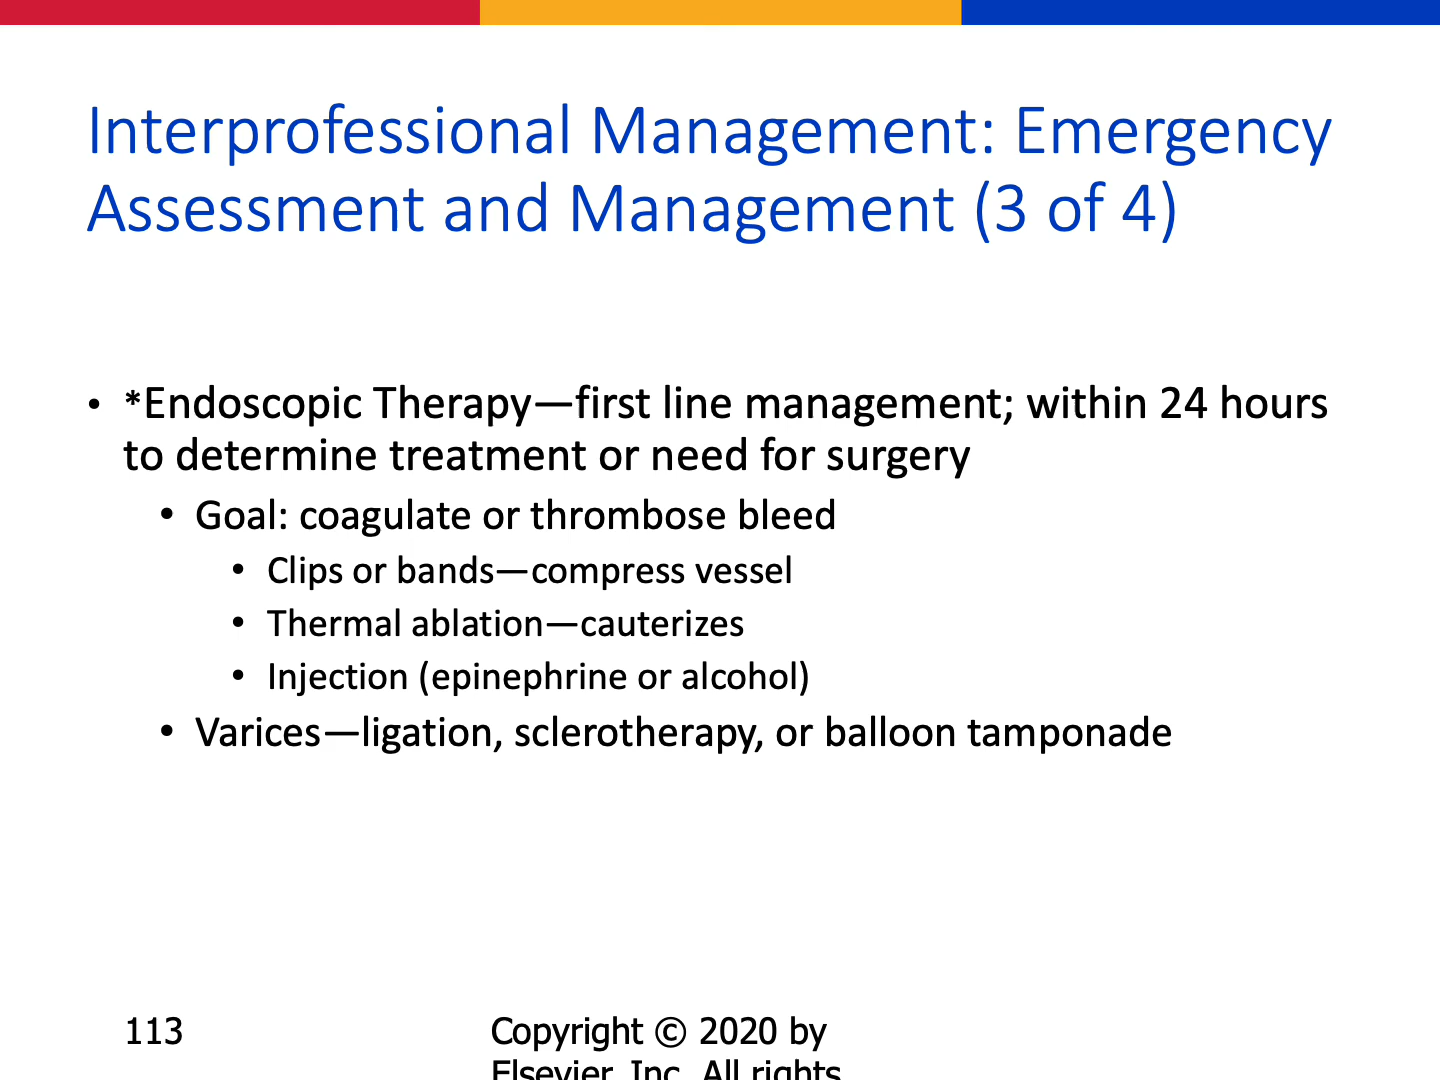 Interprofessional Management: Emergency
Assessment and Management (3 of 4)
• *Endoscopic Therapy—first line management; within 24 hours
to determine treatment or need for surgery
• Goal: coagulate or thrombose bleed
• Clips or bands—compress vessel
• Thermal ablation—cauterizes
• Injection (epinephrine or alcohol)
• Varices—ligation, sclerotherapy, or balloon tamponade
113
Copyright © 2020 by
Elsevier, Inc. All rights